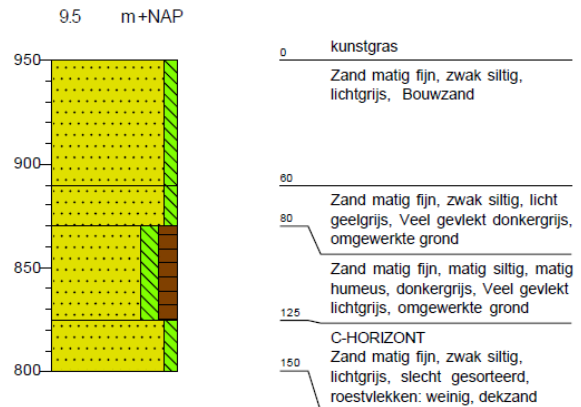 9.5 m+NAP
950
900
850
800
0 kunstgras
Zand matig fijn, zwak siltig,
lichtgrijs, Bouwzand
60
Zand matig fijn, zwak siltig, licht
80 geelgrijs, Veel gevlekt donkergrijs,
omgewerkte grond
Zand matig fijn, matig siltig, matig
humeus, donkergrijs, Veel gevlekt
125 lichtgrijs, omgewerkte grond
C-HORIZONT
Zand matig fijn, zwak siltig,
150 lichtgrijs, slecht gesorteerd,
roestvlekken: weinig, dekzand